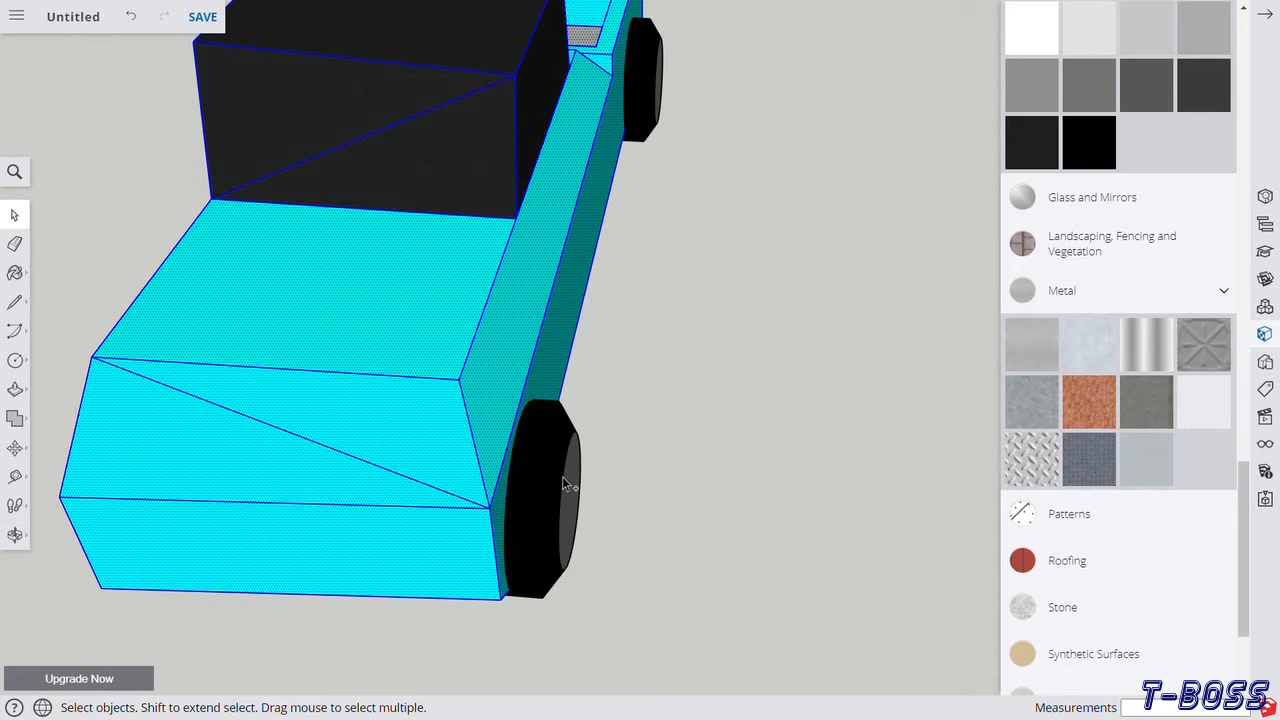 Untitled
SAVE
Glass and Mirrors
Landscaping, Fencing and
Vegetation
Metal
Patterns
Roofing
Stone
Synthetic Surfaces
Upgrade Now
Select objects. Shift to extend select. Drag mouse to select multiple.
Measurements
T-BOSS